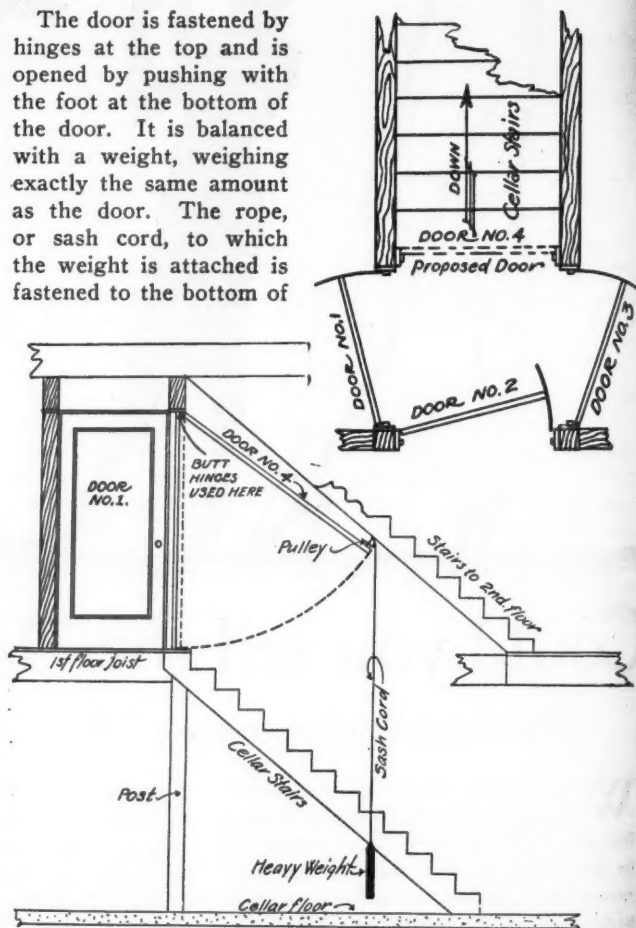 The door is fastened by
hinges at the top and is
opened by pushing with
the foot at the bottom of
the door. It is balanced
with a weight, weighing
exactly the same amount
as the door. The rope,
or sash cord, to which
the weight is attached is
fastened to the bottom of
DOWN
Cellar Stairs
DOOR NO. 4
Proposed Door
DOOR NO. 1
DOOR NO. 2
DOOR NO. 3
DOOR
NO. 1.
BUTT
HINGES
USED HERE
DOOR NO. 4
Pulley
Stairs to 2nd. floor
1st floor joist
Sash Cord
Cellar Stairs
Post
Heavy Weight
Cellar floor